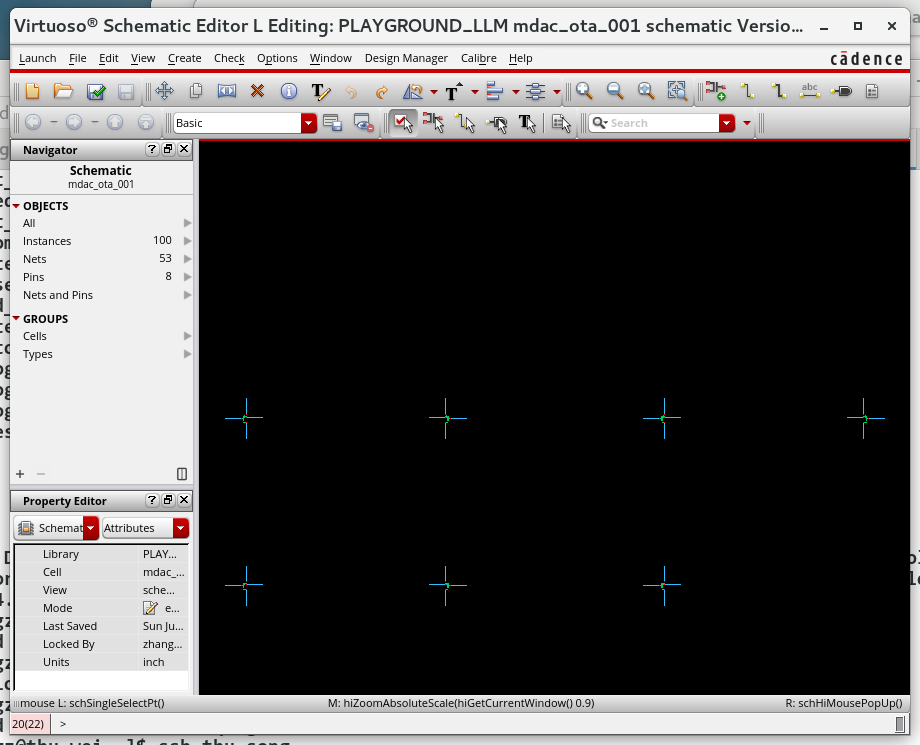 Virtuoso® Schematic Editor L Editing: PLAYGROUND_LLM mdac_ota_001 schematic Versio...
Launch File Edit View Create Check Options Window Design Manager Calibre Help
cādence
T T abc
Basic
T
Search
Navigator
Schematic
mdac_ota_001
OBJECTS
All
Instances 100
Nets 53
Pins 8
Nets and Pins
GROUPS
Cells
Types
Property Editor
Schemat Attributes
Library PLAY...
Cell mdac_...
View sche...
Mode e...
Last Saved Sun Ju...
Locked By zhang...
Units inch
mouse L: schSingleSelectPt() M: hiZoomAbsoluteScale(hiGetCurrentWindow() 0.9) R: schHiMousePopUp()
20(22) >